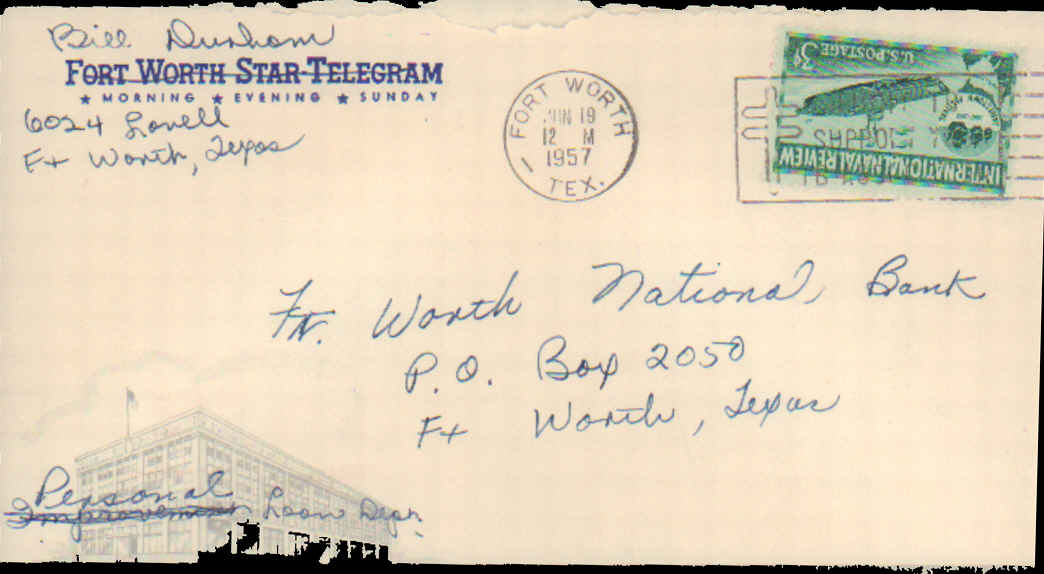 Bill Dunham
FORT WORTH STAR-TELEGRAM
★ MORNING ★ EVENING ★ SUNDAY
6024 Lovell
Ft Worth, Texas
FORT WORTH
JUN 19
12 M
1957
TEX.
U.S. POSTAGE 3¢
INTERNATIONAL NAVAL REVIEW
Ft. Worth National Bank
P.O. Box 2050
Ft Worth, Texas
Personal
Improvement Loan Dept.